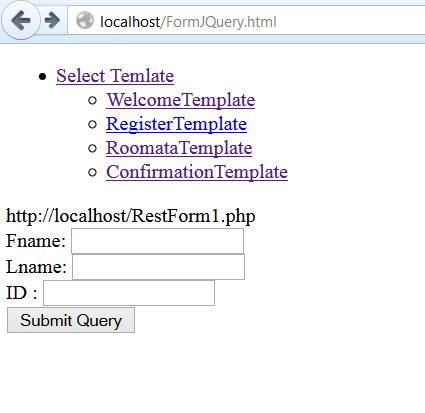 localhost/FormJQuery.html
Select Temlate
WelcomeTemplate
RegisterTemplate
RoomataTemplate
ConfirmationTemplate
http://localhost/RestForm1.php
Fname:
Lname:
ID :
Submit Query